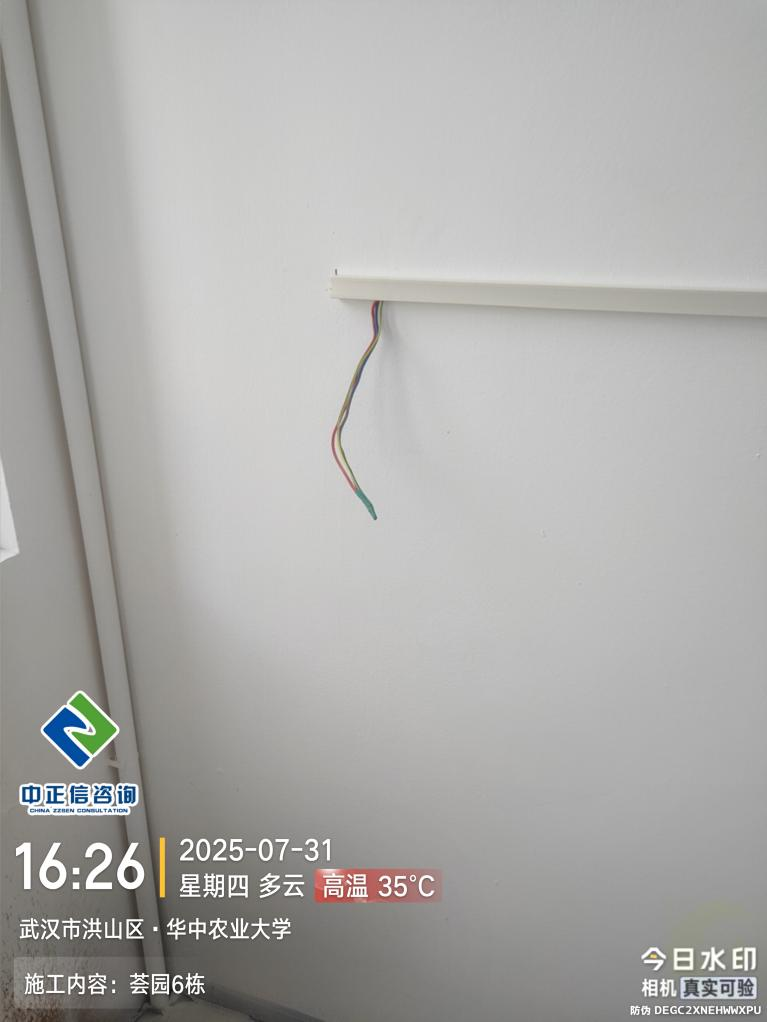 中正信咨询
CHINA ZZSEN CONSULTATION
16:26
2025-07-31
星期四 多云 高温 35°C
武汉市洪山区·华中农业大学
施工内容：荟园6栋
今日水印
相机 真实可验
防伪 DEGC2XNEHWWXPU